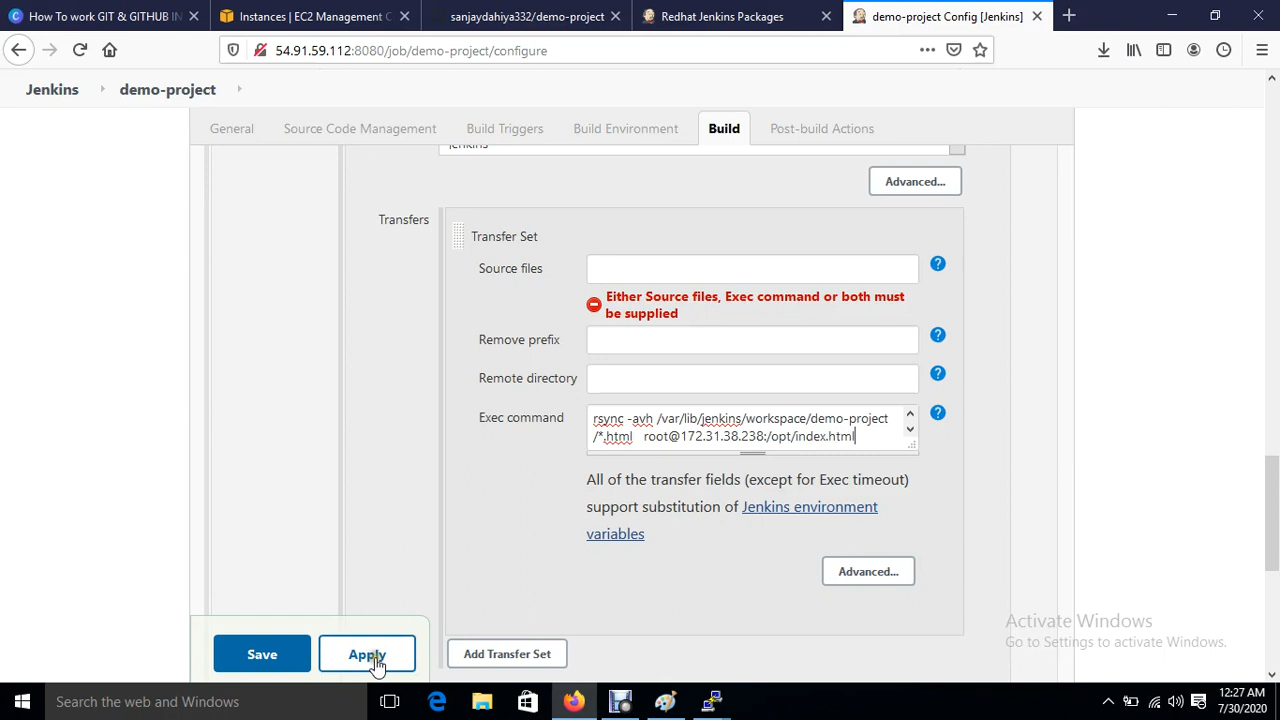 How To work GIT & GITHUB IN
Instances | EC2 Management C
sanjaydahiya332/demo-project
Redhat Jenkins Packages
demo-project Config [Jenkins]
54.91.59.112:8080/job/demo-project/configure
Jenkins
demo-project
General
Source Code Management
Build Triggers
Build Environment
Build
Post-build Actions
jenkins
Advanced...
Transfers
Transfer Set
Source files
Either Source files, Exec command or both must
be supplied
Remove prefix
Remote directory
Exec command
rsync -avh /var/lib/jenkins/workspace/demo-project
/*.html root@172.31.38.238:/opt/index.html
All of the transfer fields (except for Exec timeout)
support substitution of Jenkins environment
variables
Advanced...
Activate Windows
Go to Settings to activate Windows.
Save
Apply
Add Transfer Set
Search the web and Windows
12:27 AM
7/30/2020